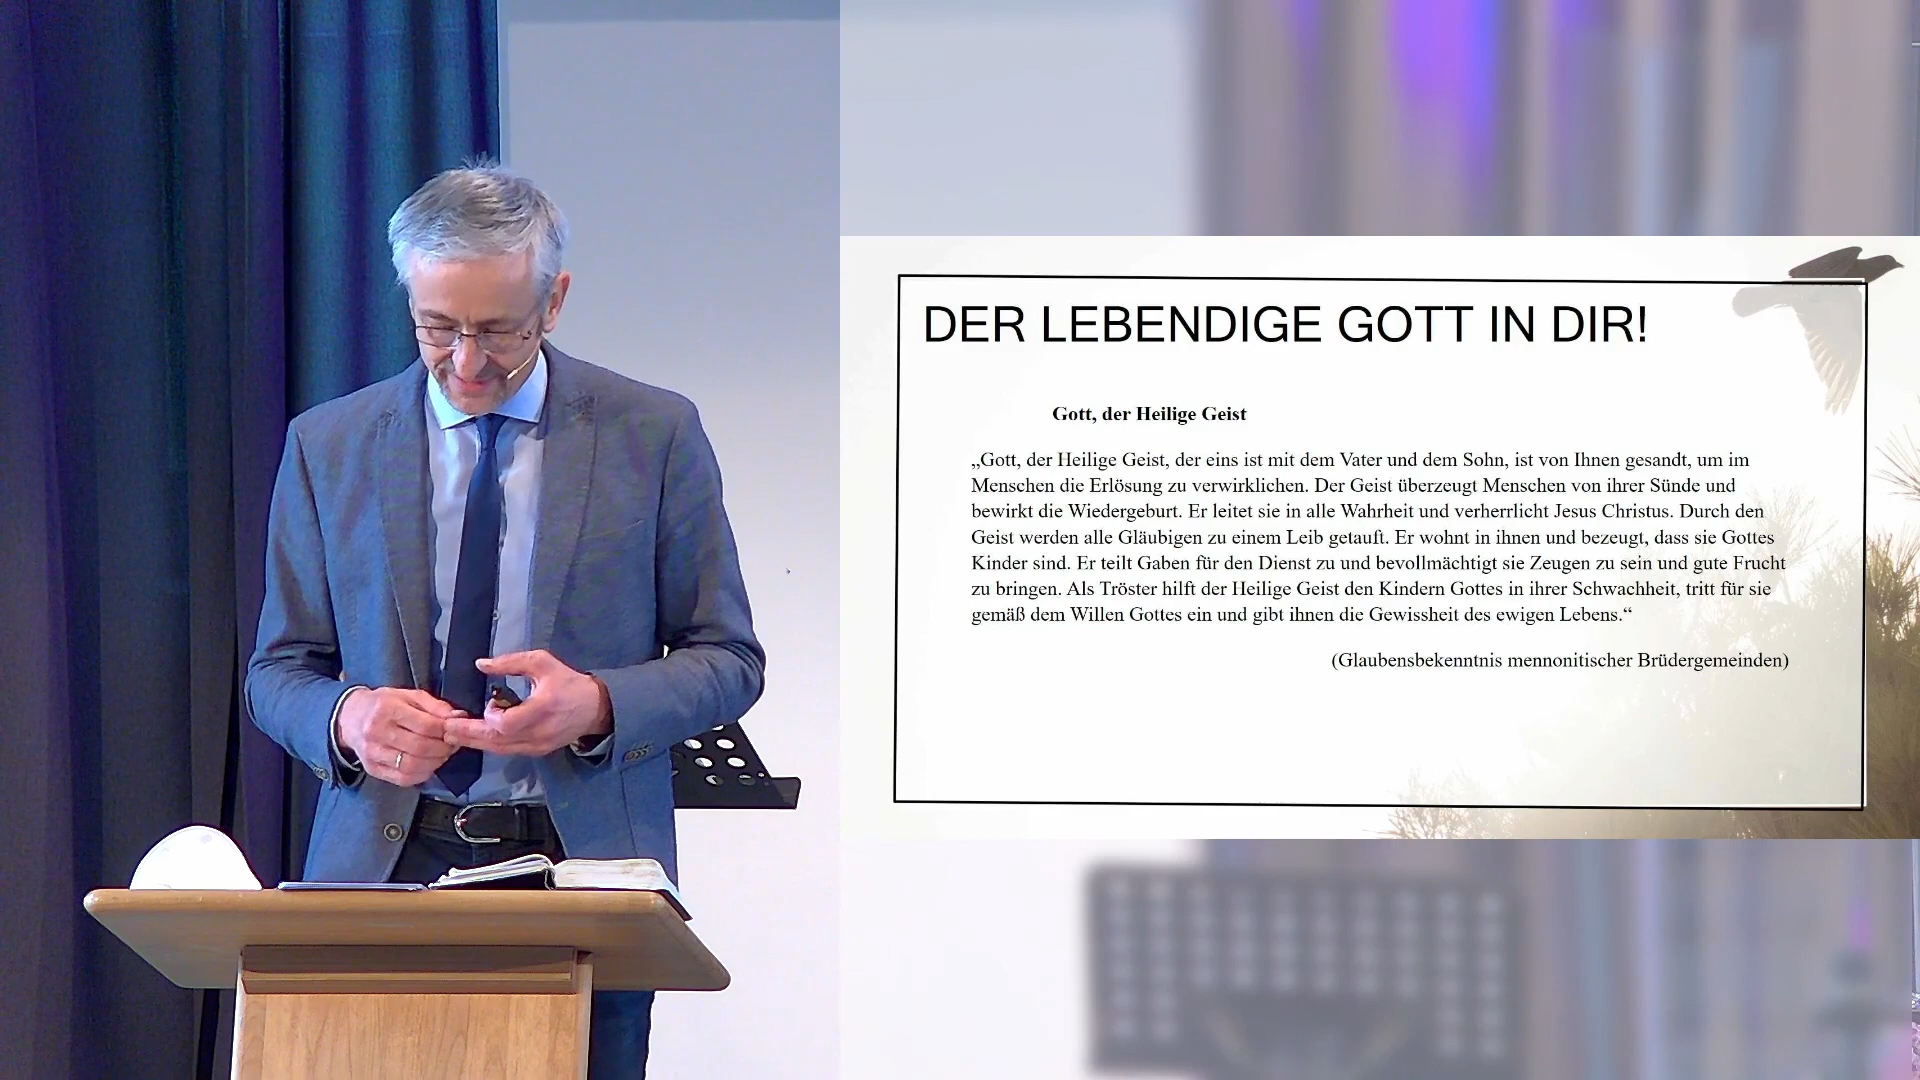 DER LEBENDIGE GOTT IN DIR!
Gott, der Heilige Geist
„Gott, der Heilige Geist, der eins ist mit dem Vater und dem Sohn, ist von Ihnen gesandt, um im
Menschen die Erlösung zu verwirklichen. Der Geist überzeugt Menschen von ihrer Sünde und
bewirkt die Wiedergeburt. Er leitet sie in alle Wahrheit und verherrlicht Jesus Christus. Durch den
Geist werden alle Gläubigen zu einem Leib getauft. Er wohnt in ihnen und bezeugt, dass sie Gottes
Kinder sind. Er teilt Gaben für den Dienst zu und bevollmächtigt sie Zeugen zu sein und gute Frucht
zu bringen. Als Tröster hilft der Heilige Geist den Kindern Gottes in ihrer Schwachheit, tritt für sie
gemäß dem Willen Gottes ein und gibt ihnen die Gewissheit des ewigen Lebens.“
(Glaubensbekenntnis mennonitischer Brüdergemeinden)